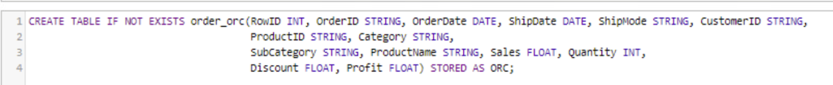 1 CREATE TABLE IF NOT EXISTS order_orc(RowID INT, OrderID STRING, OrderDate DATE, ShipDate DATE, ShipMode STRING, CustomerID STRING,
2 ProductID STRING, Category STRING,
3 SubCategory STRING, ProductName STRING, Sales FLOAT, Quantity INT,
4 Discount FLOAT, Profit FLOAT) STORED AS ORC;